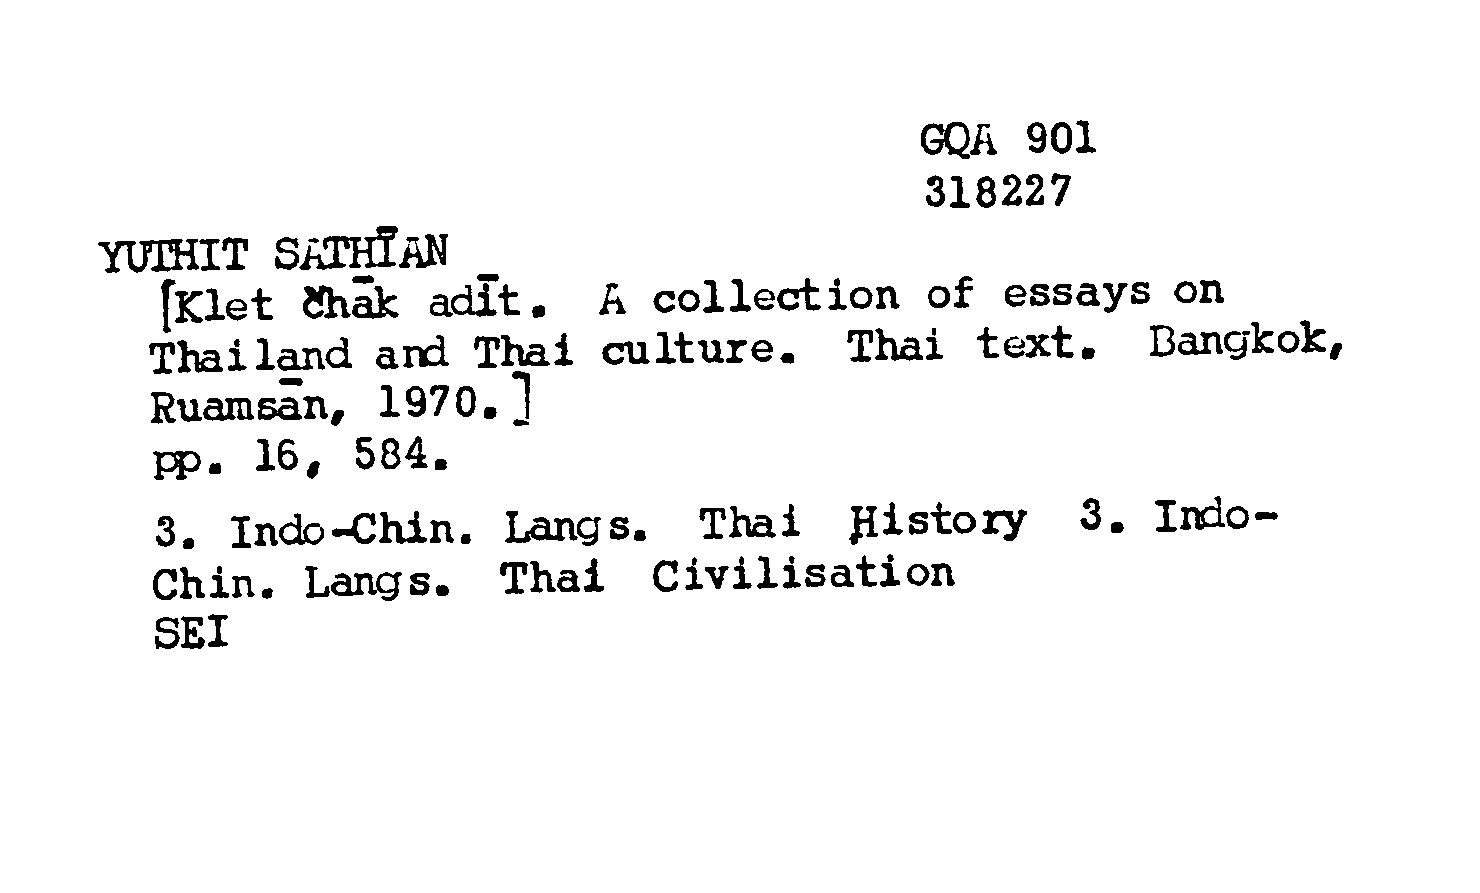 GQA 901
318227
YUTHIT SATHĪAN
[Klet čhāk adīt. A collection of essays on
Thailand and Thai culture. Thai text. Bangkok,
Ruamsān, 1970.]
pp. 16, 584.
3. Indo-Chin. Langs. Thai History 3. Indo-
Chin. Langs. Thai Civilisation
SEI